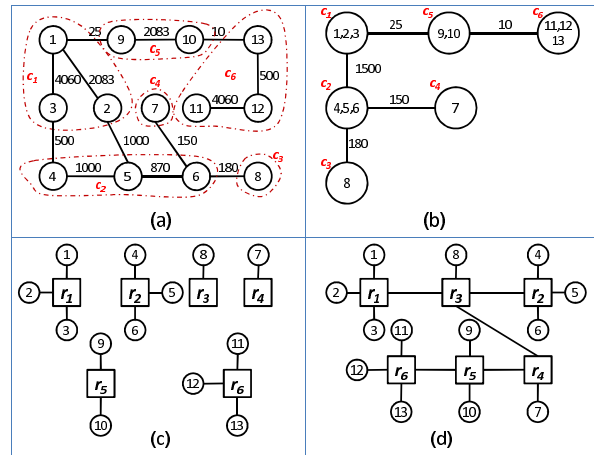 25 2083 10
1 9 10 13
c5
c1 4060 2083 c4 c6 500
3 2 7 11 4060 12
500 1000 150 c3
4 1000 5 870 6 180 8
c2
(a)
c1 c5 c6
1,2,3 25 9,10 10 11,12
13
1500
c2 c4
4,5,6 150 7
180
c3
8
(b)
1 4 8 7
2 r1 r2 5 r3 r4
3 6
9 11
r5 12 r6
10 13
(c)
1 8 4
2 r1 r3 r2 5
3 11 9 6
12 r6 r5 r4
13 10 7
(d)